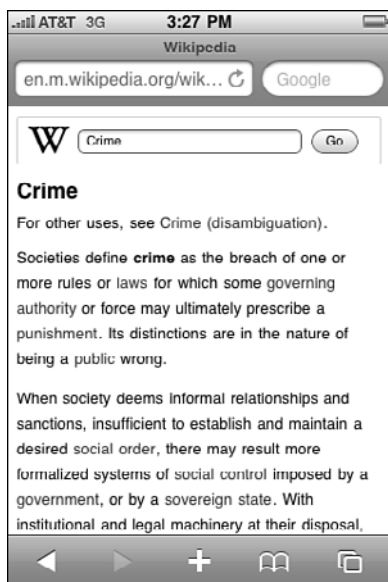 AT&T 3G 3:27 PM
Wikipedia
en.m.wikipedia.org/wik... Google
W Crime Go
Crime
For other uses, see Crime (disambiguation).
Societies define crime as the breach of one or
more rules or laws for which some governing
authority or force may ultimately prescribe a
punishment. Its distinctions are in the nature of
being a public wrong.
When society deems informal relationships and
sanctions, insufficient to establish and maintain a
desired social order, there may result more
formalized systems of social control imposed by a
government, or by a sovereign state. With
institutional and legal machinery at their disposal,